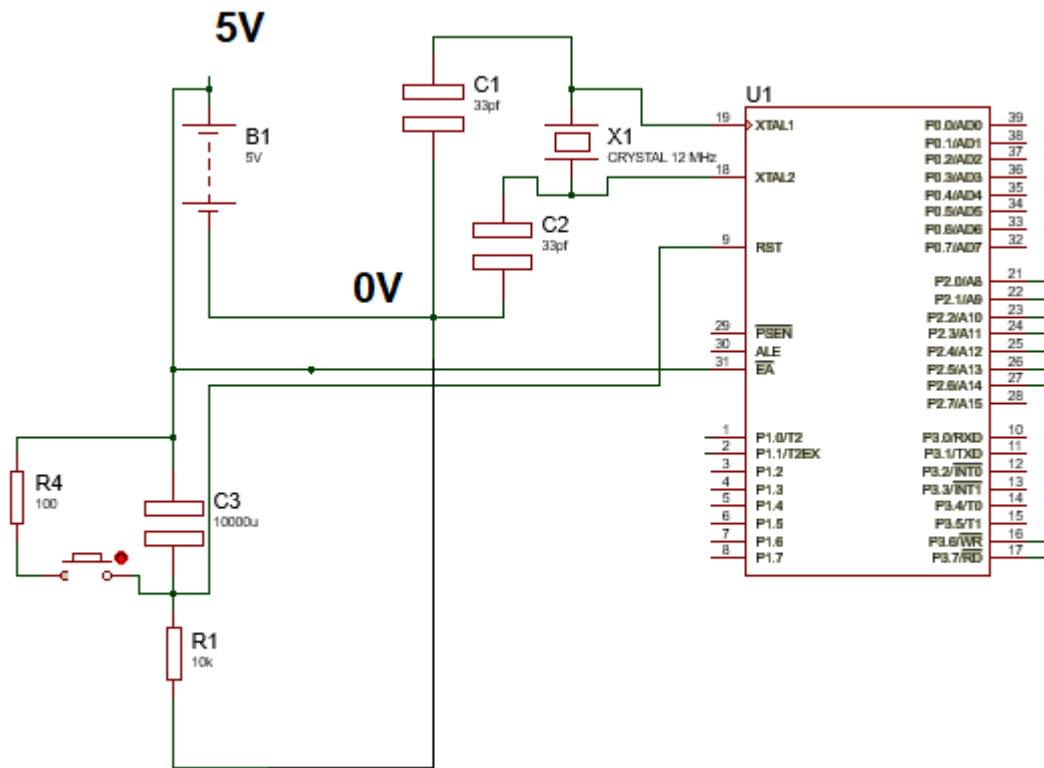 5V
B1
5V
C1
33pf
X1
CRYSTAL 12 MHz
C2
33pf
0V
R4
100
C3
10000u
R1
10k
U1
19 XTAL1
18 XTAL2
9 RST
29 PSEN
30 ALE
31 EA
1 P1.0/T2
2 P1.1/T2EX
3 P1.2
4 P1.3
5 P1.4
6 P1.5
7 P1.6
8 P1.7
P0.0/AD0 39
P0.1/AD1 38
P0.2/AD2 37
P0.3/AD3 36
P0.4/AD4 35
P0.5/AD5 34
P0.6/AD6 33
P0.7/AD7 32
P2.0/A8 21
P2.1/A9 22
P2.2/A10 23
P2.3/A11 24
P2.4/A12 25
P2.5/A13 26
P2.6/A14 27
P2.7/A15 28
P3.0/RXD 10
P3.1/TXD 11
P3.2/INT0 12
P3.3/INT1 13
P3.4/T0 14
P3.5/T1 15
P3.6/WR 16
P3.7/RD 17